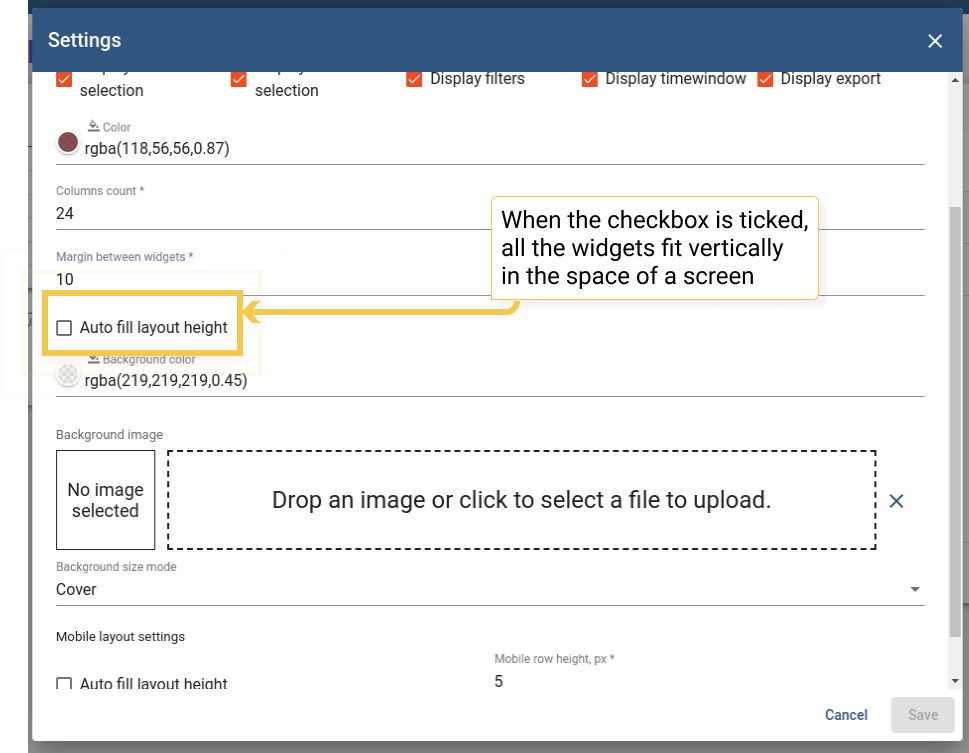 Settings
selection
selection
Display filters
Display timewindow
Display export
Color
rgba(118,56,56,0.87)
Columns count *
24
When the checkbox is ticked,
all the widgets fit vertically
in the space of a screen
Margin between widgets *
10
Auto fill layout height
Background color
rgba(219,219,219,0.45)
Background image
No image
selected
Drop an image or click to select a file to upload.
Background size mode
Cover
Mobile layout settings
Mobile row height, px *
Auto fill layout height
5
Cancel
Save